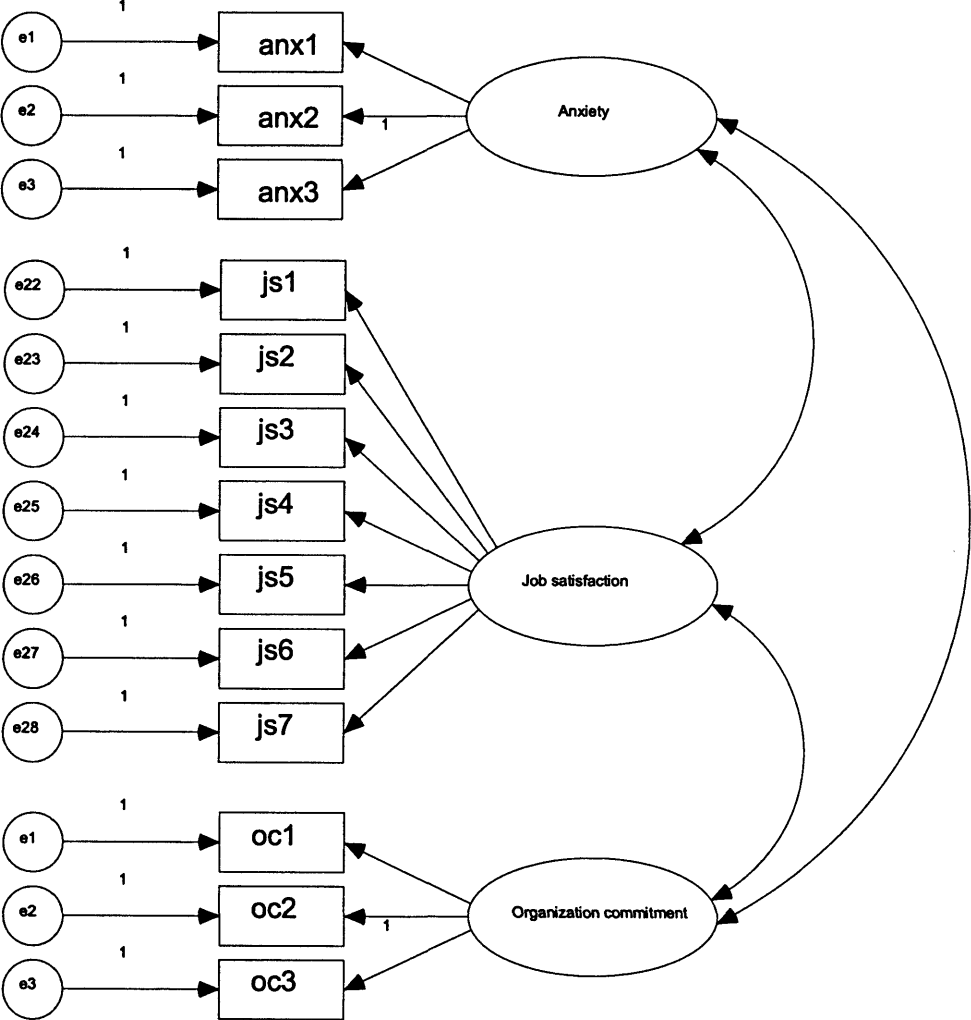 1
e1
anx1
1
e2
anx2
1
Anxiety
1
e3
anx3
1
e22
js1
1
e23
js2
1
e24
js3
1
e25
js4
1
e26
js5
Job satisfaction
1
e27
js6
1
e28
js7
1
e1
oc1
1
e2
oc2
1
Organization commitment
1
e3
oc3